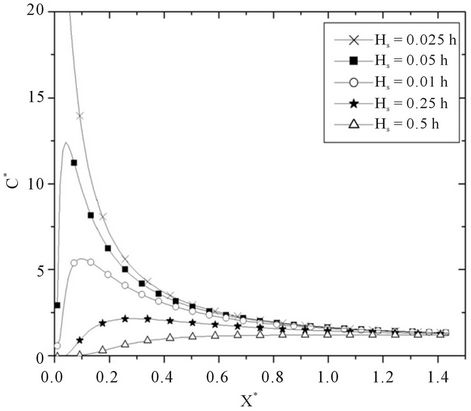 20
15
10
5
0
C*
0.0 0.2 0.4 0.6 0.8 1.0 1.2 1.4
X*
Hs = 0.025 h
Hs = 0.05 h
Hs = 0.01 h
Hs = 0.25 h
Hs = 0.5 h